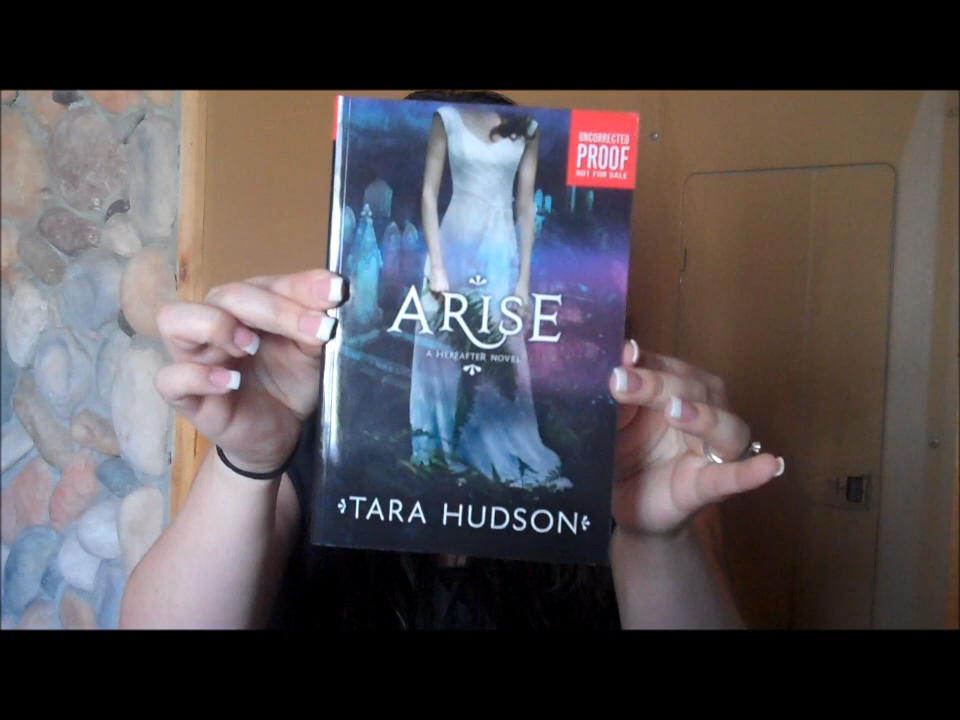 UNCORRECTED
PROOF
NOT FOR SALE
ARISE
A HEREAFTER NOVEL
TARA HUDSON